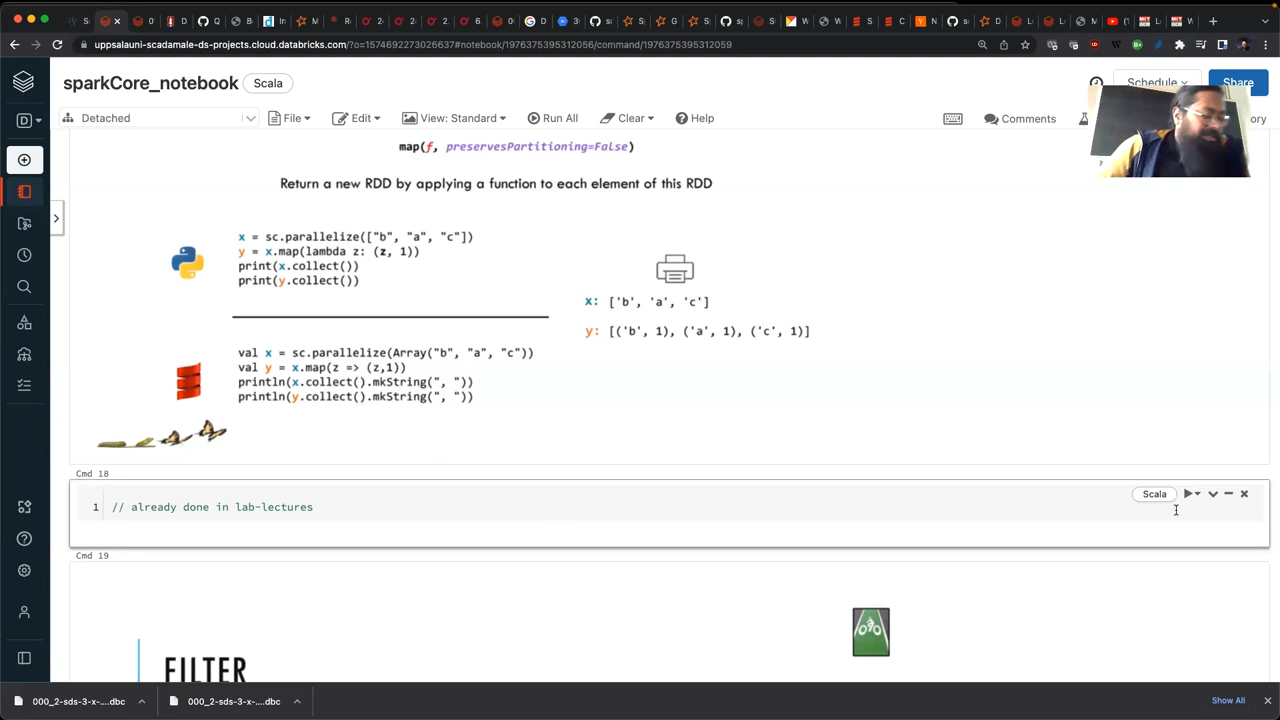 uppsalauni-scadamale-ds-projects.cloud.databricks.com/?o=1574692273026637#notebook/1976375395312056/command/1976375395312059
sparkCore_notebook
Scala
Schedule
Share
Detached
File
Edit
View: Standard
Run All
Clear
Help
Comments
map(f, preservesPartitioning=False)
Return a new RDD by applying a function to each element of this RDD
x = sc.parallelize(["b", "a", "c"])
y = x.map(lambda z: (z, 1))
print(x.collect())
print(y.collect())
x: ['b', 'a', 'c']
y: [('b', 1), ('a', 1), ('c', 1)]
val x = sc.parallelize(Array("b", "a", "c"))
val y = x.map(z => (z,1))
println(x.collect().mkString(", "))
println(y.collect().mkString(", "))
Cmd 18
Scala
1 // already done in lab-lectures
Cmd 19
FILTER
000_2-sds-3-x-....dbc
000_2-sds-3-x-....dbc
Show All